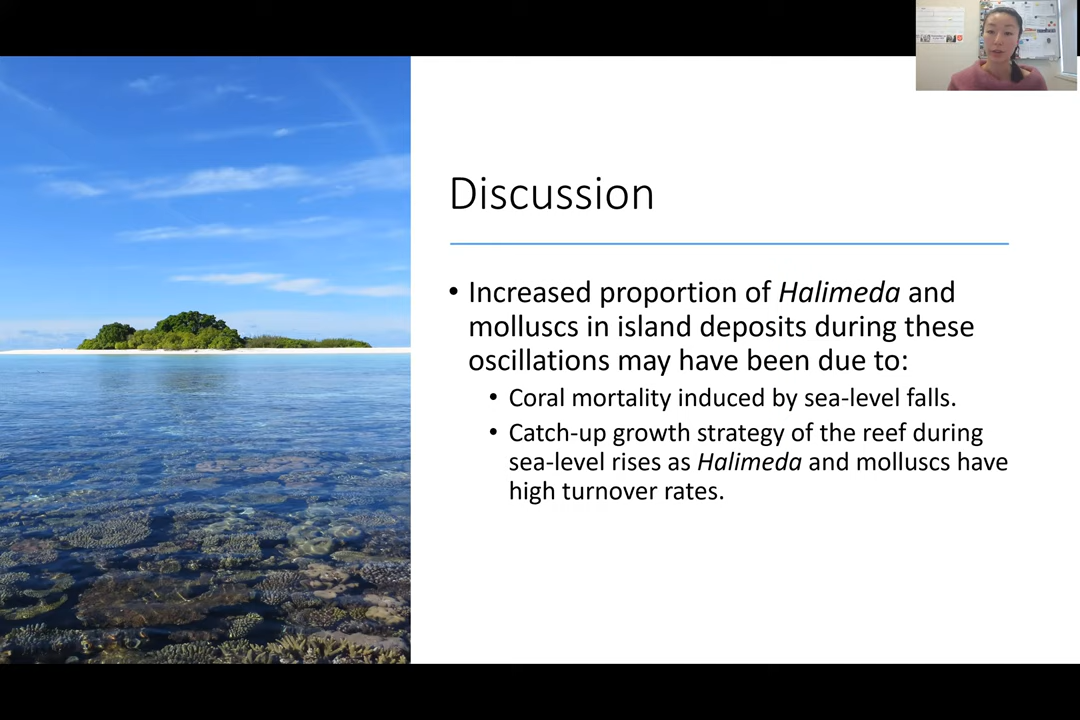 Discussion
• Increased proportion of Halimeda and
molluscs in island deposits during these
oscillations may have been due to:
• Coral mortality induced by sea-level falls.
• Catch-up growth strategy of the reef during
sea-level rises as Halimeda and molluscs have
high turnover rates.